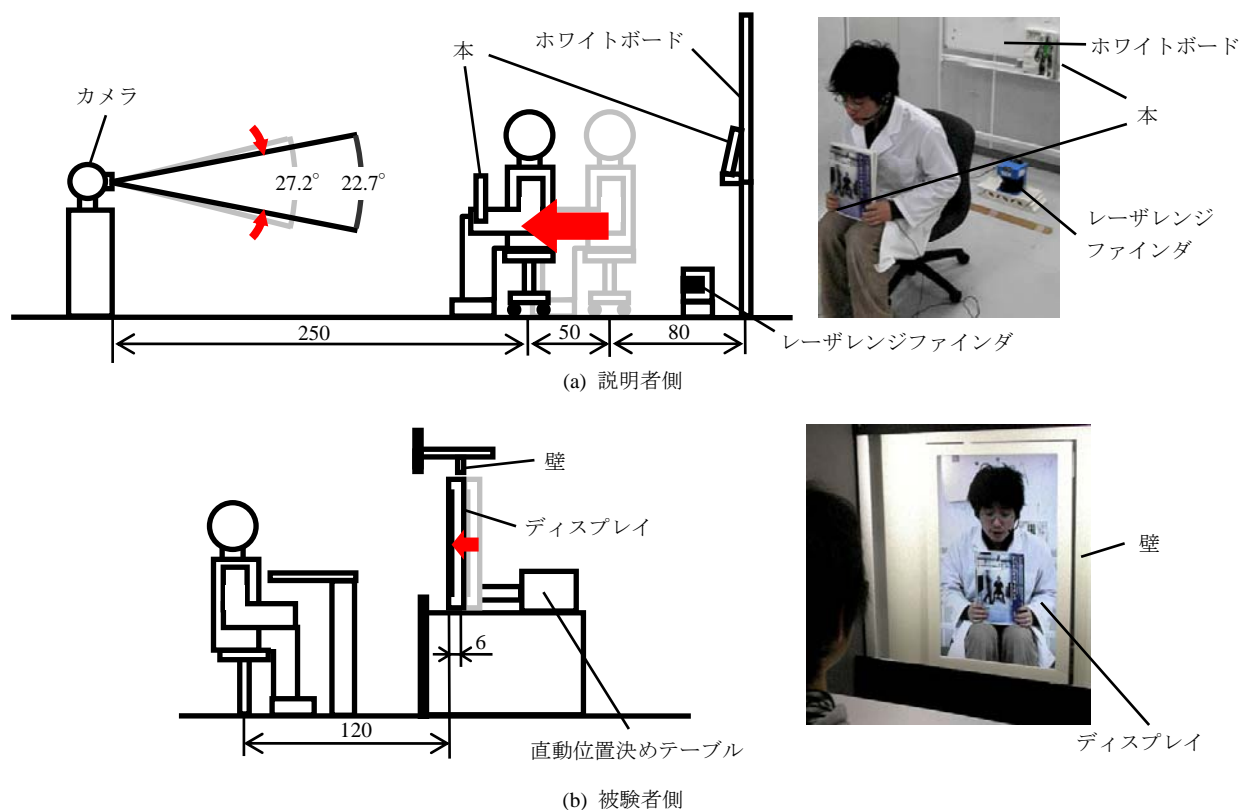 本
ホワイトボード
カメラ
27.2°
22.7°
250
50
80
レーザレンジファインダ
ホワイトボード
本
レーザレンジ
ファインダ
(a) 説明者側
壁
ディスプレイ
6
120
直動位置決めテーブル
壁
ディスプレイ
(b) 被験者側